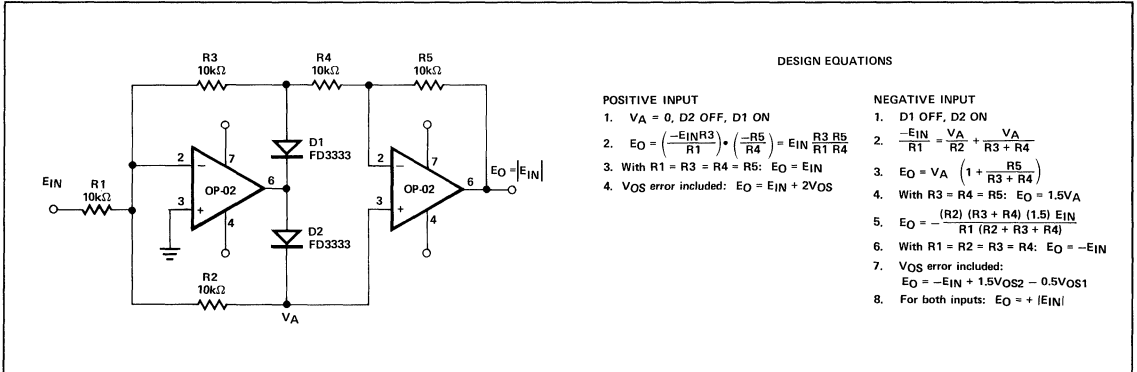 R3
10kΩ
R4
10kΩ
R5
10kΩ
D1
FD3333
2
−
7
OP-02
6
3
+
4
2
−
7
OP-02
6
3
+
4
EO = |EIN|
EIN
R1
10kΩ
D2
FD3333
R2
10kΩ
VA
DESIGN EQUATIONS
POSITIVE INPUT
1. VA = 0, D2 OFF, D1 ON
2. EO = (−EINR3 / R1) • (−R5 / R4) = EIN R3 R5 / R1 R4
3. With R1 = R3 = R4 = R5: EO = EIN
4. VOS error included: EO = EIN + 2VOS
NEGATIVE INPUT
1. D1 OFF, D2 ON
2. −EIN / R1 = VA / R2 + VA / R3 + R4
3. EO = VA (1 + R5 / R3 + R4)
4. With R3 = R4 = R5: EO = 1.5VA
5. EO = − (R2) (R3 + R4) (1.5) EIN / R1 (R2 + R3 + R4)
6. With R1 = R2 = R3 = R4: EO = −EIN
7. VOS error included:
EO = −EIN + 1.5VOS2 − 0.5VOS1
8. For both inputs: EO = + |EIN|